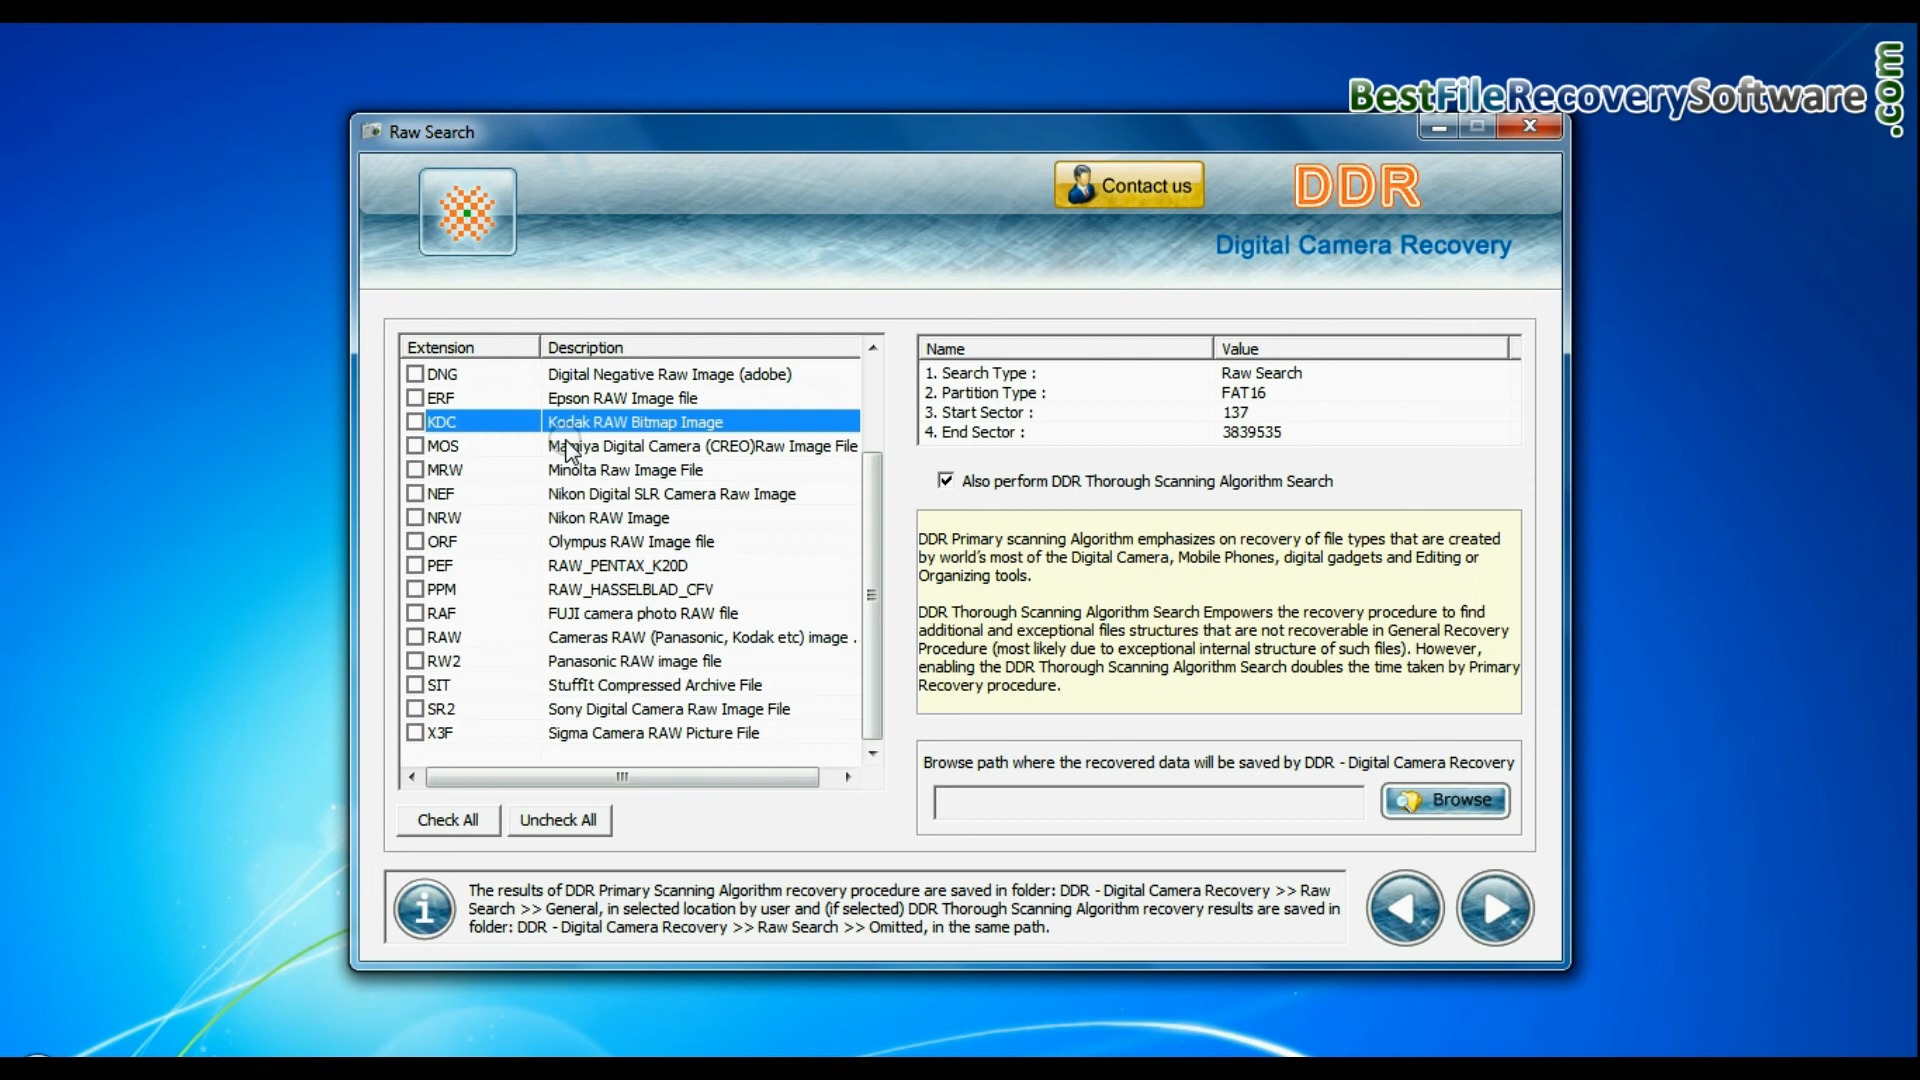 BestFileRecoverySoftware.com
Raw Search
Contact us
DDR
Digital Camera Recovery
Extension Description
DNG Digital Negative Raw Image (adobe)
ERF Epson RAW Image file
KDC Kodak RAW Bitmap Image
MOS Mamiya Digital Camera (CREO)Raw Image File
MRW Minolta Raw Image File
NEF Nikon Digital SLR Camera Raw Image
NRW Nikon RAW Image
ORF Olympus RAW Image file
PEF RAW_PENTAX_K20D
PPM RAW_HASSELBLAD_CFV
RAF FUJI camera photo RAW file
RAW Cameras RAW (Panasonic, Kodak etc) image .
RW2 Panasonic RAW image file
SIT StuffIt Compressed Archive File
SR2 Sony Digital Camera Raw Image File
X3F Sigma Camera RAW Picture File
Check All Uncheck All
Name Value
1. Search Type : Raw Search
2. Partition Type : FAT16
3. Start Sector : 137
4. End Sector : 3839535
Also perform DDR Thorough Scanning Algorithm Search
DDR Primary scanning Algorithm emphasizes on recovery of file types that are created
by world's most of the Digital Camera, Mobile Phones, digital gadgets and Editing or
Organizing tools.
DDR Thorough Scanning Algorithm Search Empowers the recovery procedure to find
additional and exceptional files structures that are not recoverable in General Recovery
Procedure (most likely due to exceptional internal structure of such files). However,
enabling the DDR Thorough Scanning Algorithm Search doubles the time taken by Primary
Recovery procedure.
Browse path where the recovered data will be saved by DDR - Digital Camera Recovery
Browse
The results of DDR Primary Scanning Algorithm recovery procedure are saved in folder: DDR - Digital Camera Recovery >> Raw
Search >> General, in selected location by user and (if selected) DDR Thorough Scanning Algorithm recovery results are saved in
folder: DDR - Digital Camera Recovery >> Raw Search >> Omitted, in the same path.